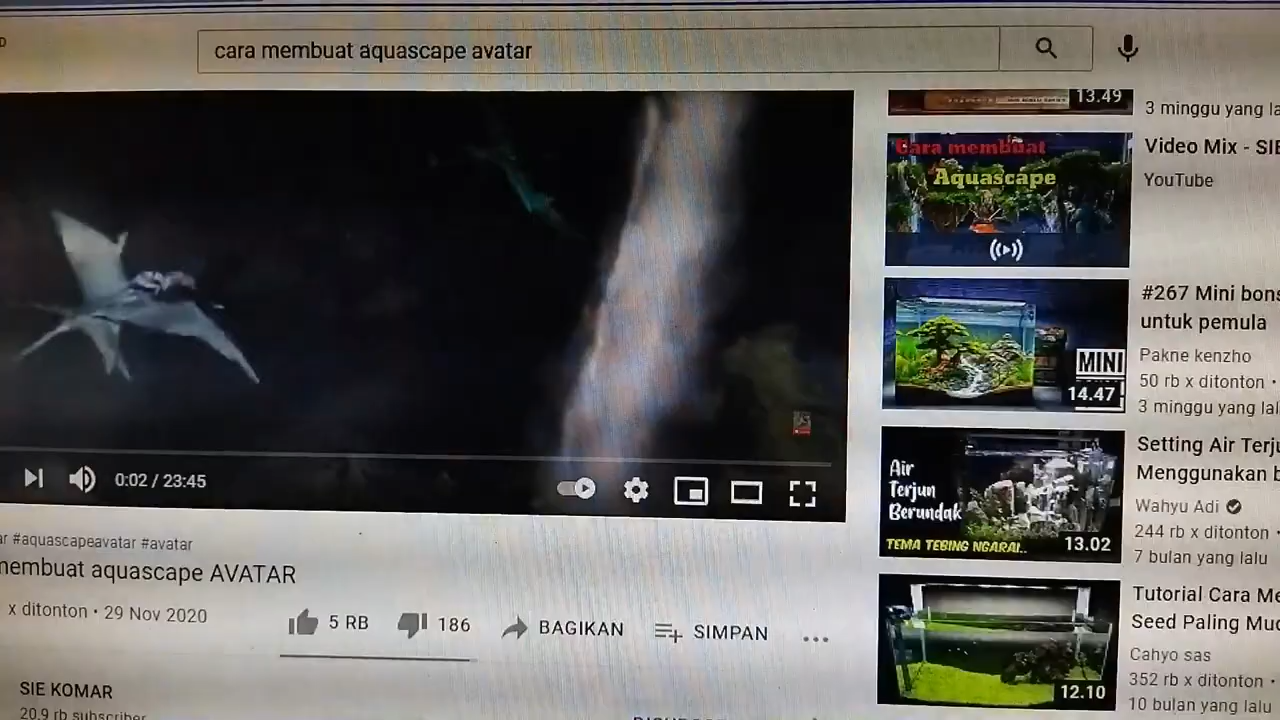 cara membuat aquascape avatar
0:02 / 23:45
#aquascapeavatar #avatar
membuat aquascape AVATAR
x ditonton • 29 Nov 2020
5 RB
186
BAGIKAN
SIMPAN
SIE KOMAR
20,9 rb subscriber
13.49
3 minggu yang la
Cara membuat
Aquascape
Video Mix - SIE
YouTube
MINI
14.47
#267 Mini bons
untuk pemula
Pakne kenzho
50 rb x ditonton •
3 minggu yang lal
Air
Terjun
Berundak
TEMA TEBING NGARAI..
13.02
Setting Air Terju
Menggunakan b
Wahyu Adi
244 rb x ditonton •
7 bulan yang lalu
12.10
Tutorial Cara Me
Seed Paling Mud
Cahyo sas
352 rb x ditonton •
10 bulan yang lalu